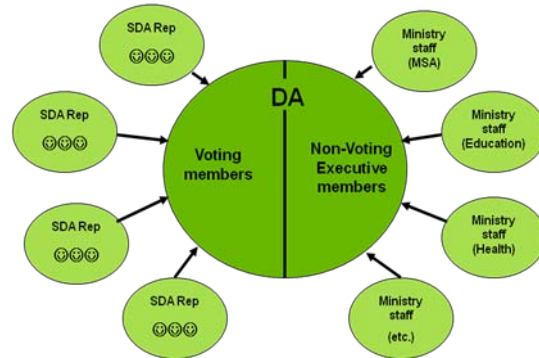 SDA Rep
SDA Rep
SDA Rep
SDA Rep
DA
Voting
members
Non-Voting
Executive
members
Ministry
staff
(MSA)
Ministry
staff
(Education)
Ministry
staff
(Health)
Ministry
staff
(etc.)